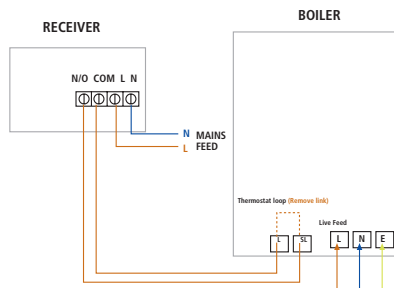 BOILER
RECEIVER
N/O COM L N
N MAINS
L FEED
Thermostat loop (Remove link)
Live Feed
L SL L N E